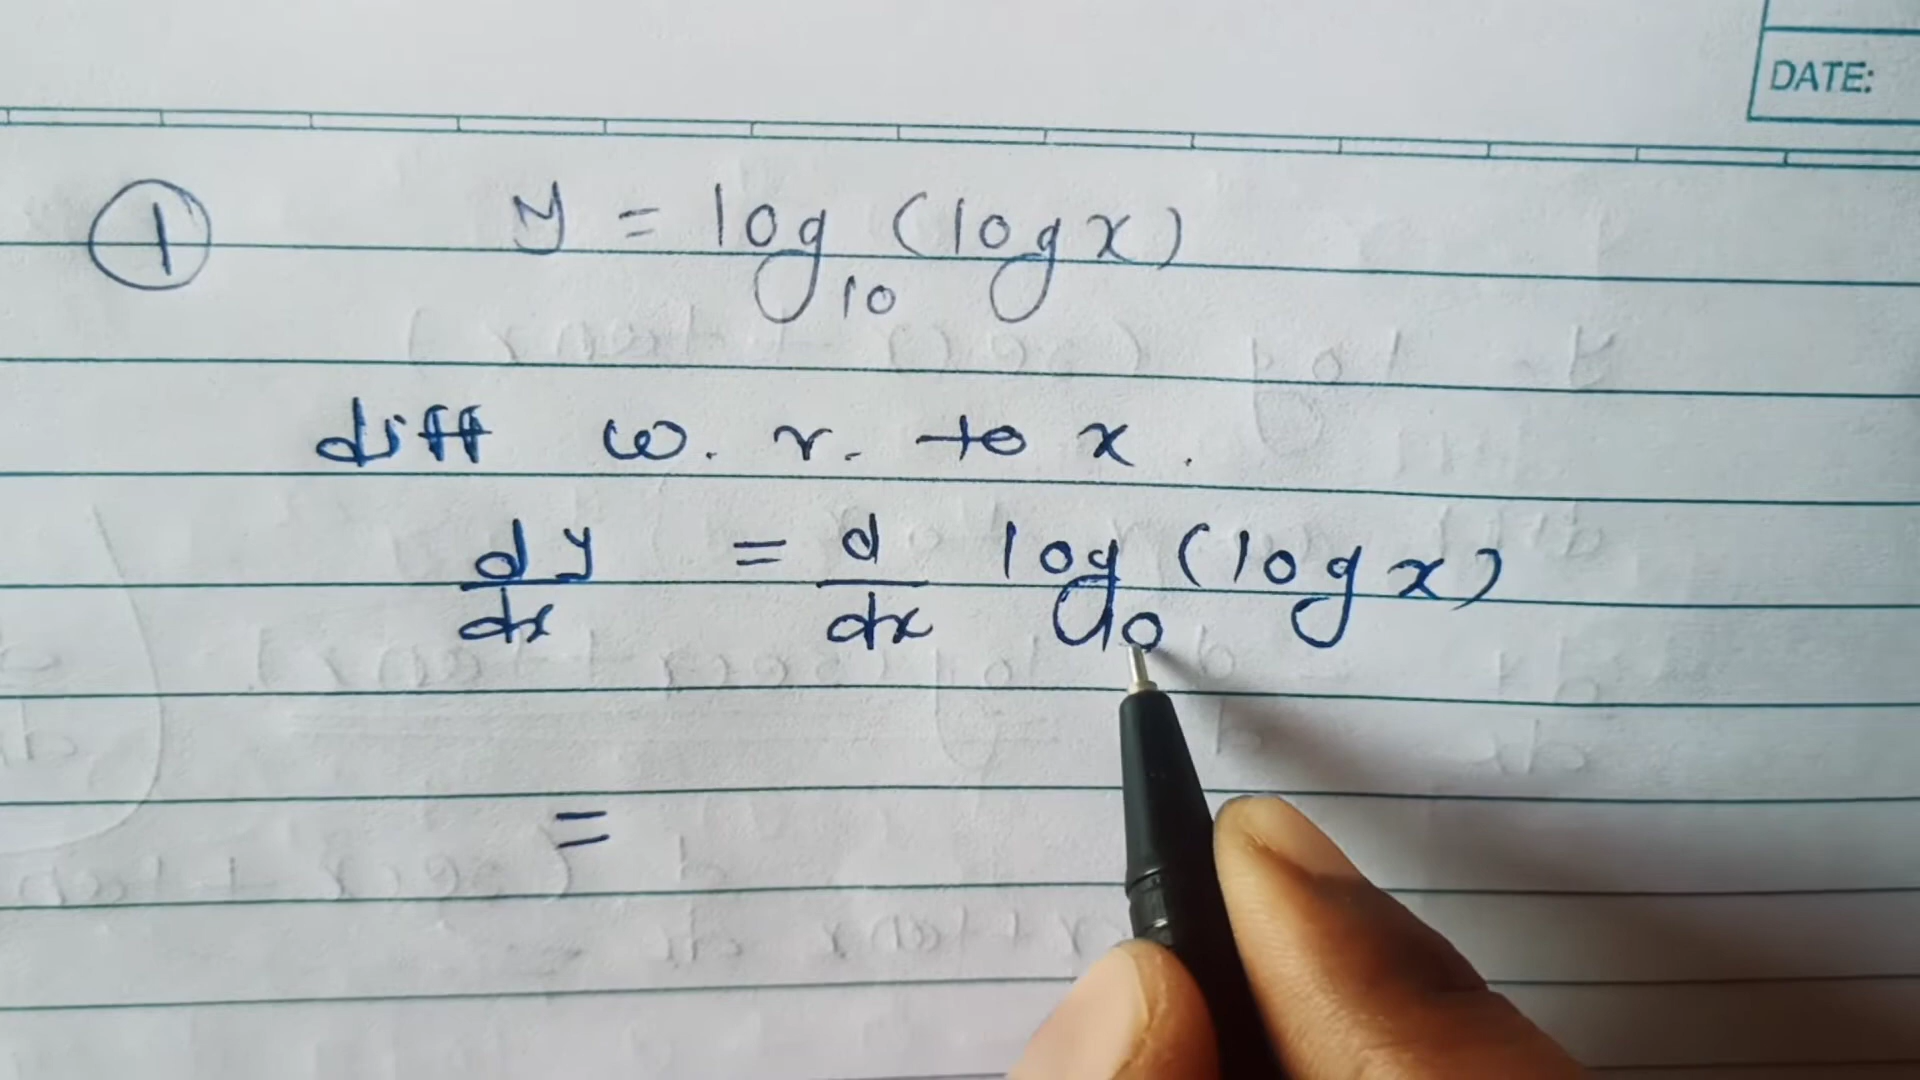 DATE:
① y = log₁₀ (log x)
diff w. r. to x.
dy/dx = d/dx log₁₀ (log x)
=